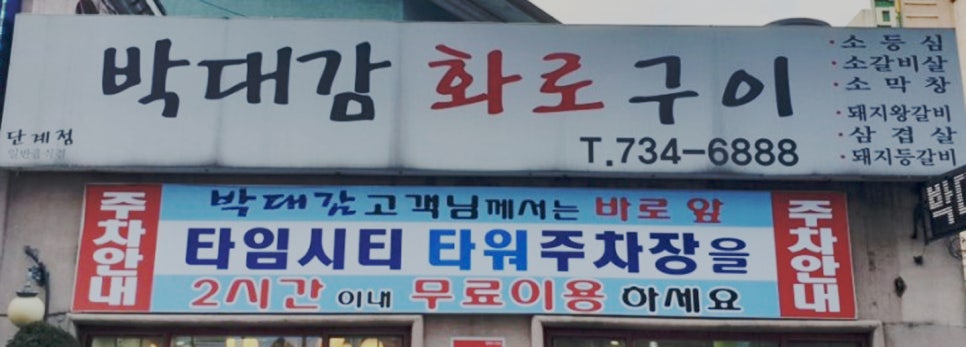 박대감 화로구이
T.734-6888
단계점
일반음식점
·소등심
·소갈비살
·소막창
·돼지왕갈비
·삼겹살
·돼지등갈비
주차안내
박대감고객님께서는 바로 앞
타임시티 타워주차장을
2시간 이내 무료이용 하세요
주차안내